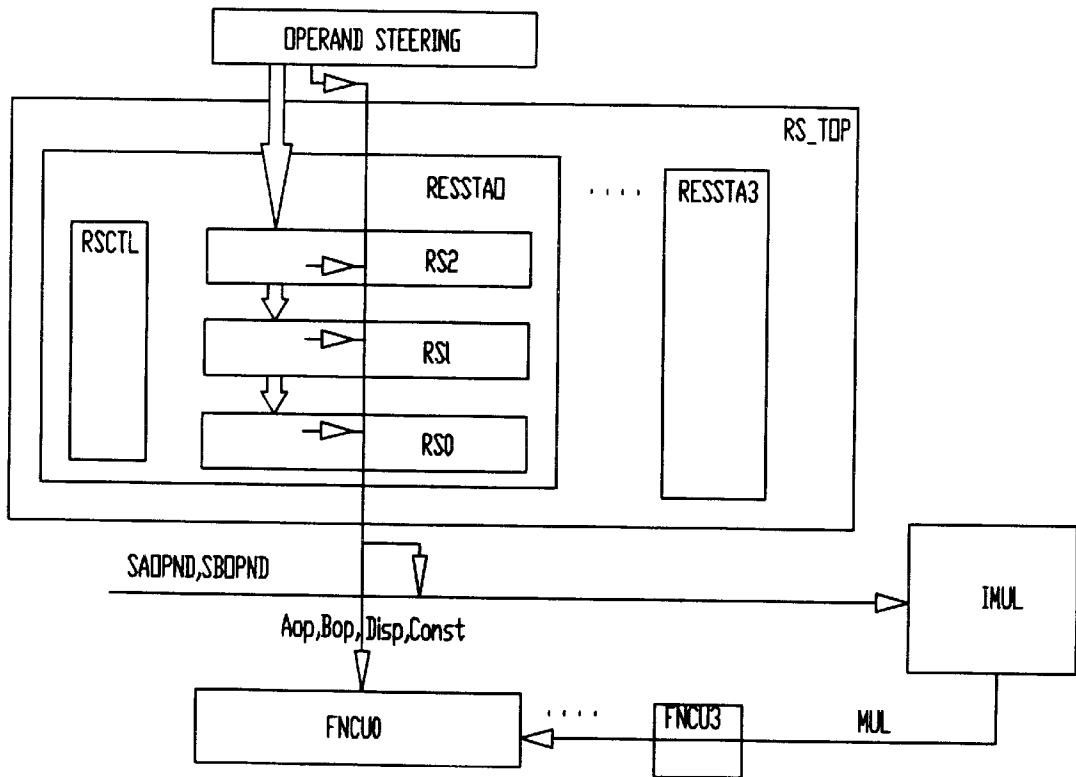 OPERAND STEERING
RS_TOP
RESSTA0
. . . .
RESSTA3
RSCTL
RS2
RS1
RS0
SAOPND,SBOPND
IMUL
Aop,Bop,Disp,Const
FNCU0
. . . .
FNCU3
MUL